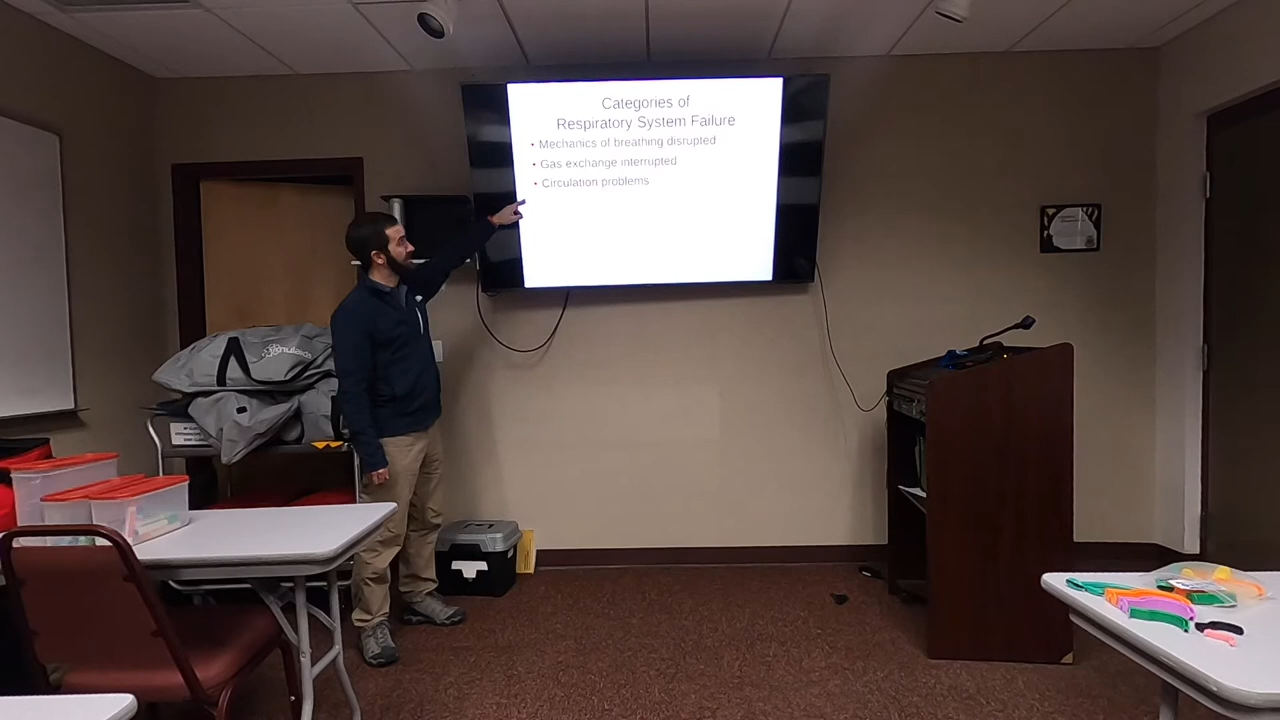 Categories of
Respiratory System Failure
• Mechanics of breathing disrupted
• Gas exchange interrupted
• Circulation problems